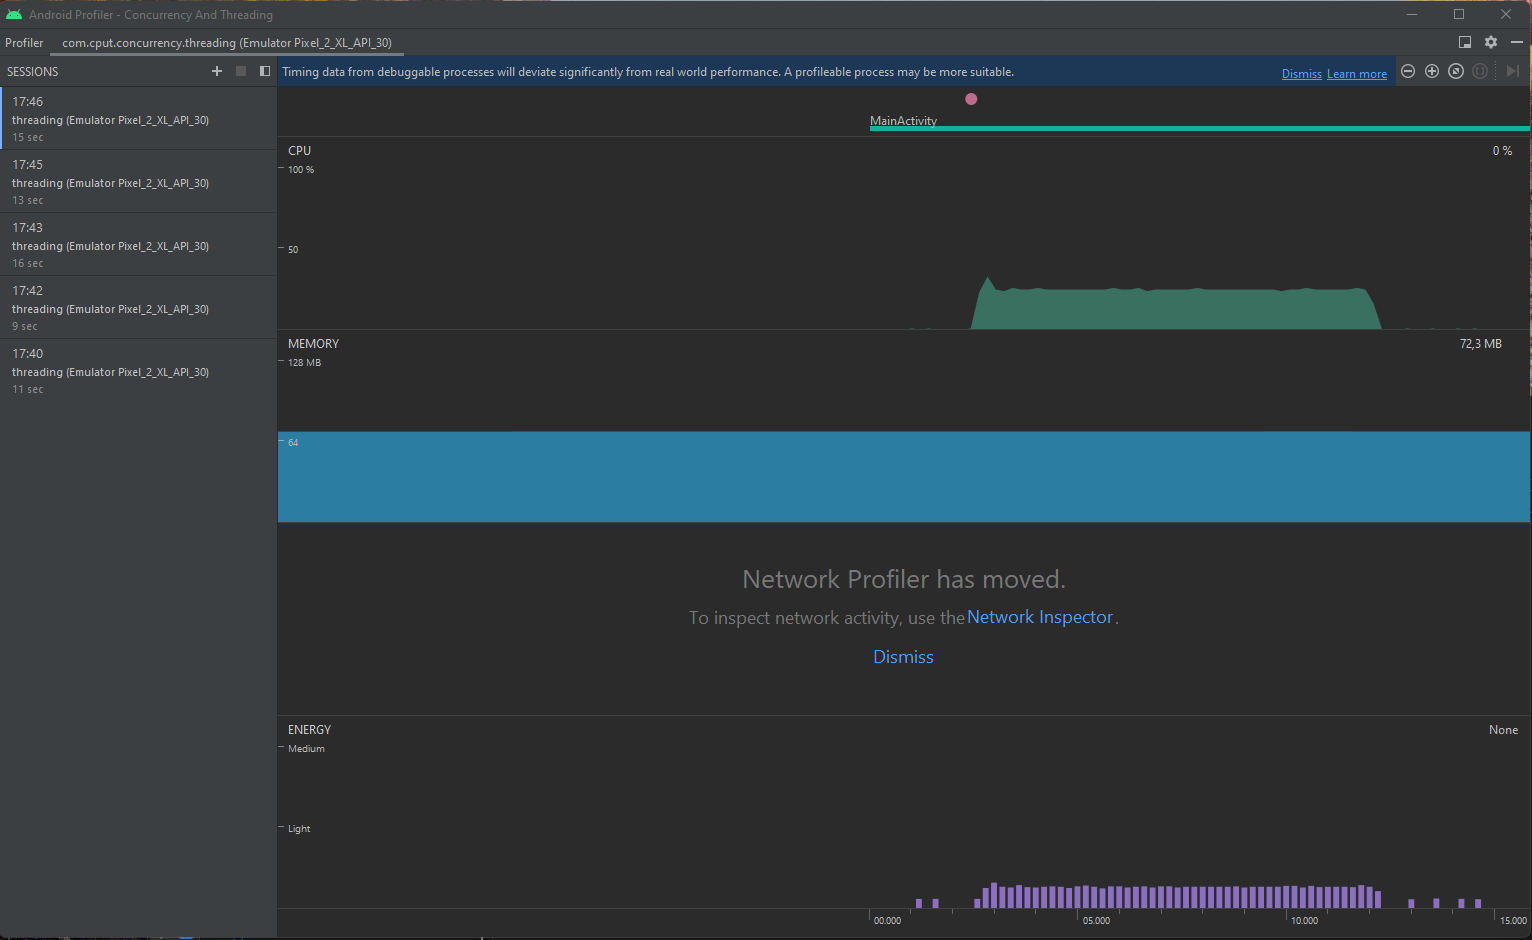 Android Profiler - Concurrency And Threading
Profiler com.cput.concurrency.threading (Emulator Pixel_2_XL_API_30)
SESSIONS
Timing data from debuggable processes will deviate significantly from real world performance. A profileable process may be more suitable. Dismiss Learn more
17:46
threading (Emulator Pixel_2_XL_API_30)
15 sec
17:45
threading (Emulator Pixel_2_XL_API_30)
13 sec
17:43
threading (Emulator Pixel_2_XL_API_30)
16 sec
17:42
threading (Emulator Pixel_2_XL_API_30)
9 sec
17:40
threading (Emulator Pixel_2_XL_API_30)
11 sec
MainActivity
CPU 0 %
100 %
50
MEMORY 72,3 MB
128 MB
64
Network Profiler has moved.
To inspect network activity, use the Network Inspector.
Dismiss
ENERGY None
Medium
Light
00.000 05.000 10.000 15.000